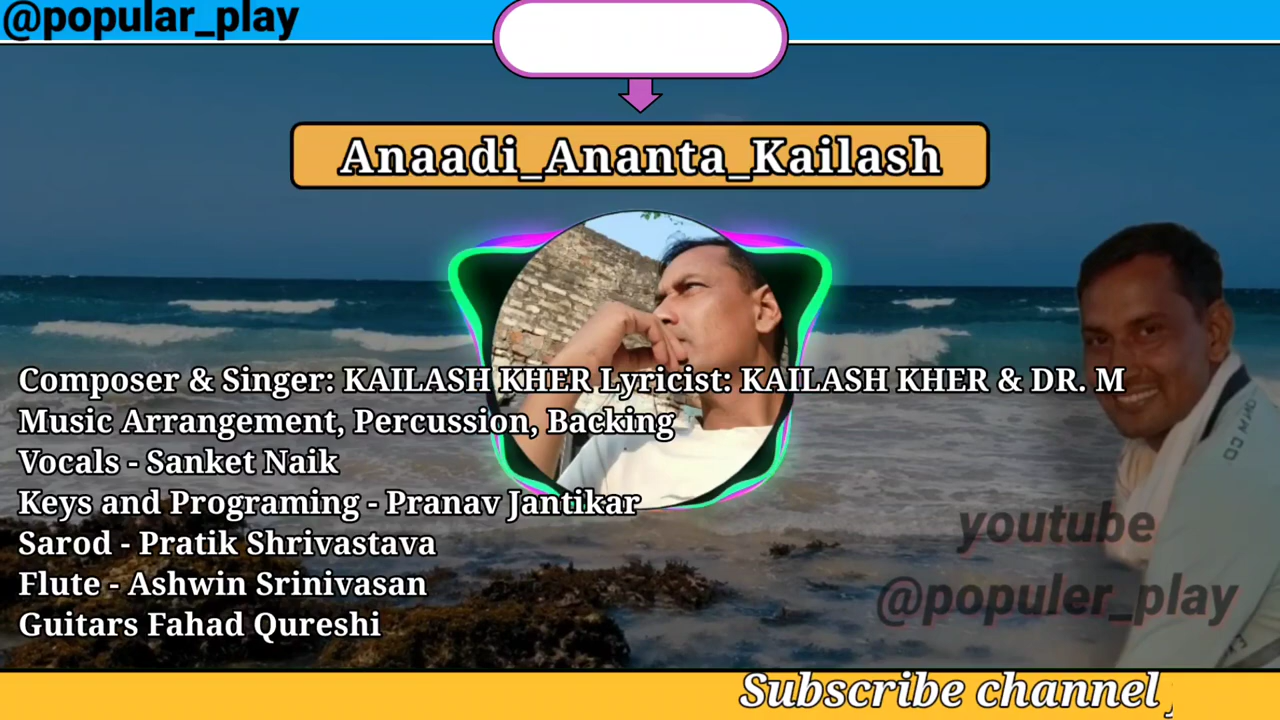 @popular_play
Anaadi_Ananta_Kailash
Composer & Singer: KAILASH KHER Lyricist: KAILASH KHER & DR. M
Music Arrangement, Percussion, Backing
Vocals - Sanket Naik
Keys and Programing - Pranav Jantikar
Sarod - Pratik Shrivastava
Flute - Ashwin Srinivasan
Guitars Fahad Qureshi
youtube
@populer_play
Subscribe channel